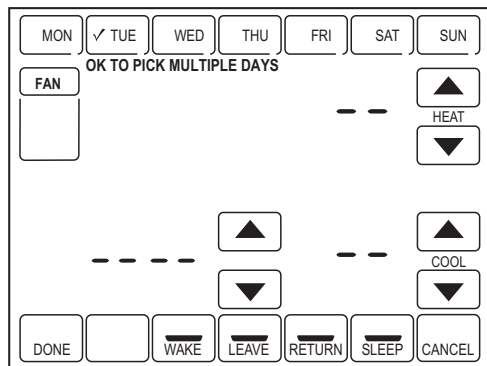 MON ✓ TUE WED THU FRI SAT SUN
OK TO PICK MULTIPLE DAYS
FAN
-- HEAT
---- -- COOL
DONE WAKE LEAVE RETURN SLEEP CANCEL